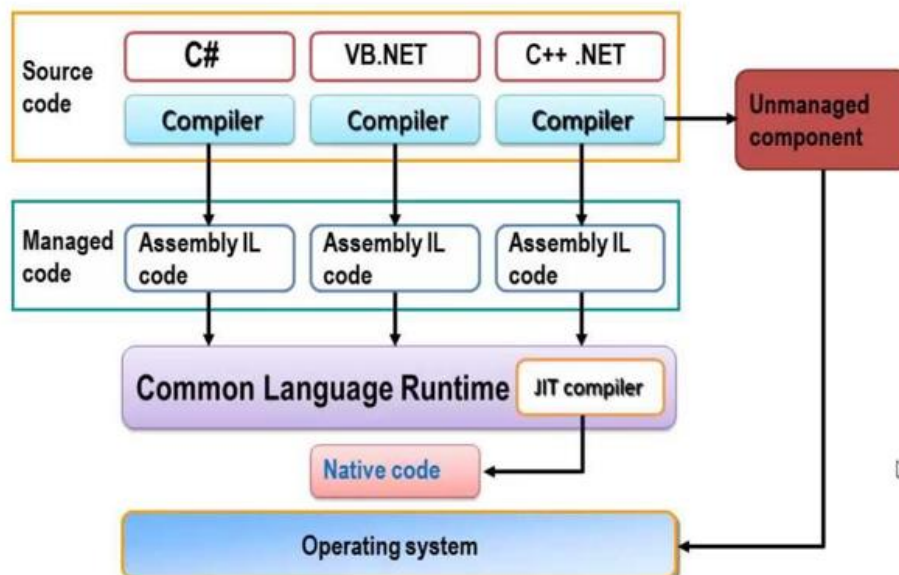 Source
code
C#
VB.NET
C++ .NET
Compiler
Compiler
Compiler
Unmanaged
component
Managed
code
Assembly IL
code
Assembly IL
code
Assembly IL
code
Common Language Runtime
JIT compiler
Native code
Operating system